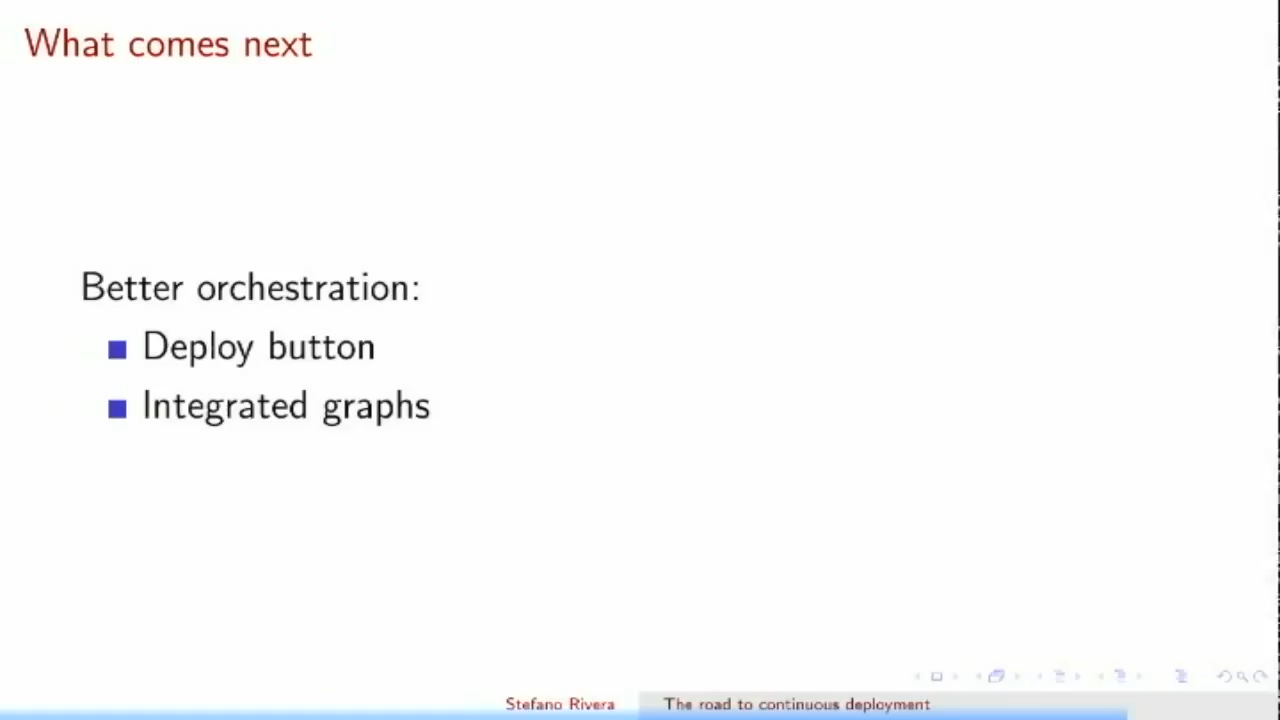 What comes next
Better orchestration:
Deploy button
Integrated graphs
Stefano Rivera
The road to continuous deployment